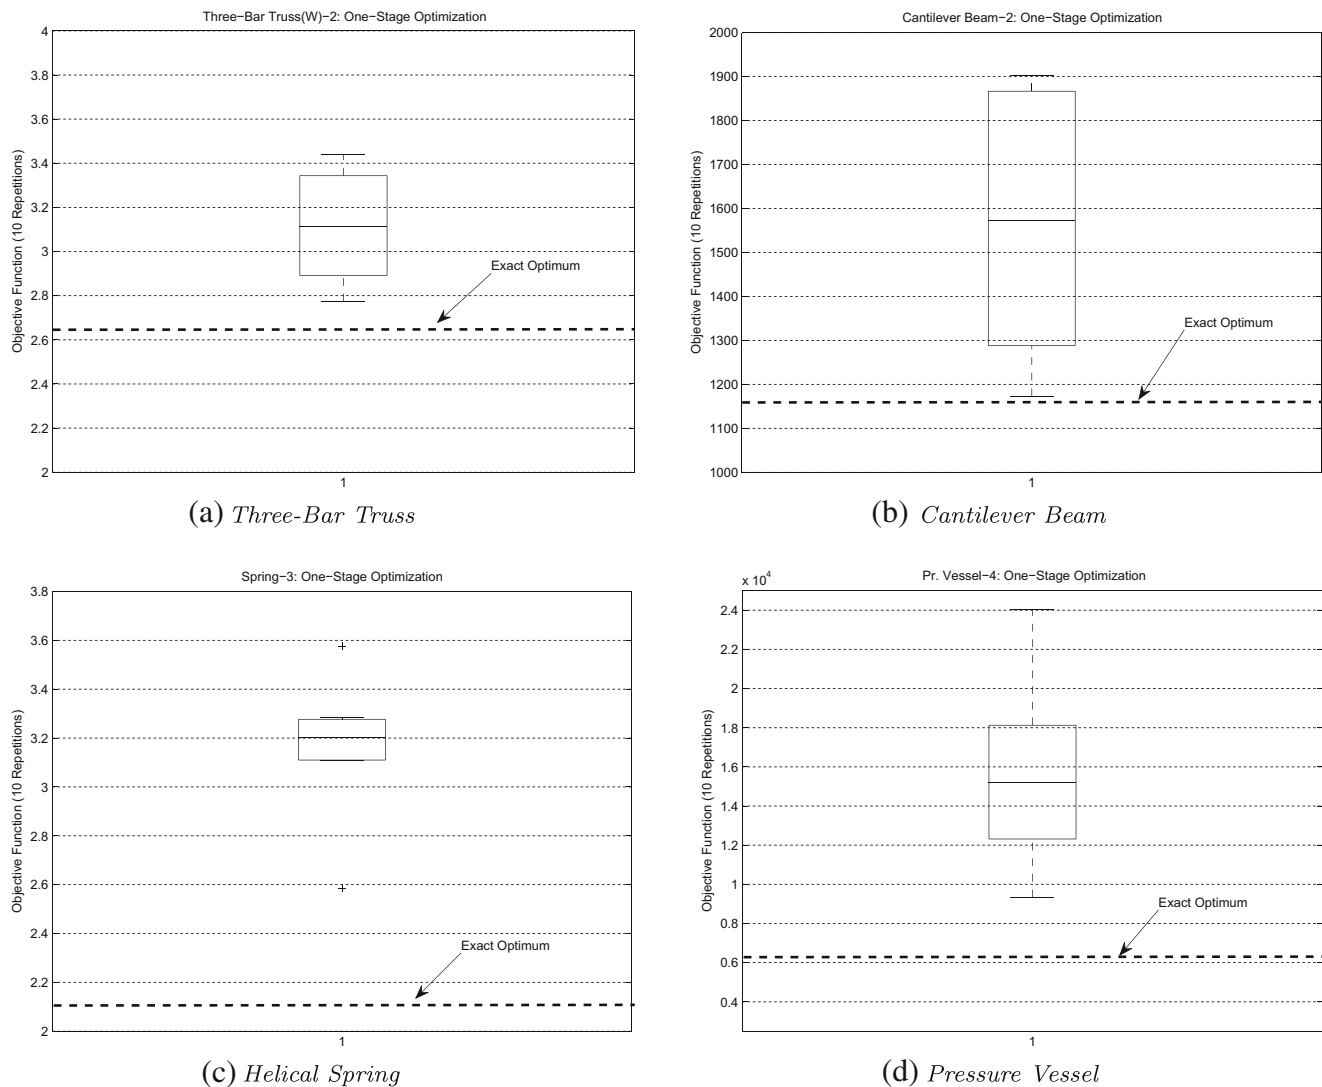 Three−Bar Truss(W)−2: One−Stage Optimization
4
3.8
3.6
3.4
3.2
3
2.8
2.6
2.4
2.2
2
Objective Function (10 Repetitions)
Exact Optimum
1
(a) Three-Bar Truss
Cantilever Beam−2: One−Stage Optimization
2000
1900
1800
1700
1600
1500
1400
1300
1200
1100
1000
Objective Function (10 Repetitions)
Exact Optimum
1
(b) Cantilever Beam
Spring−3: One−Stage Optimization
3.8
3.6
3.4
3.2
3
2.8
2.6
2.4
2.2
2
Objective Function (10 Repetitions)
Exact Optimum
1
(c) Helical Spring
Pr. Vessel−4: One−Stage Optimization
x 10⁴
2.4
2.2
2
1.8
1.6
1.4
1.2
1
0.8
0.6
0.4
Objective Function (10 Repetitions)
Exact Optimum
1
(d) Pressure Vessel